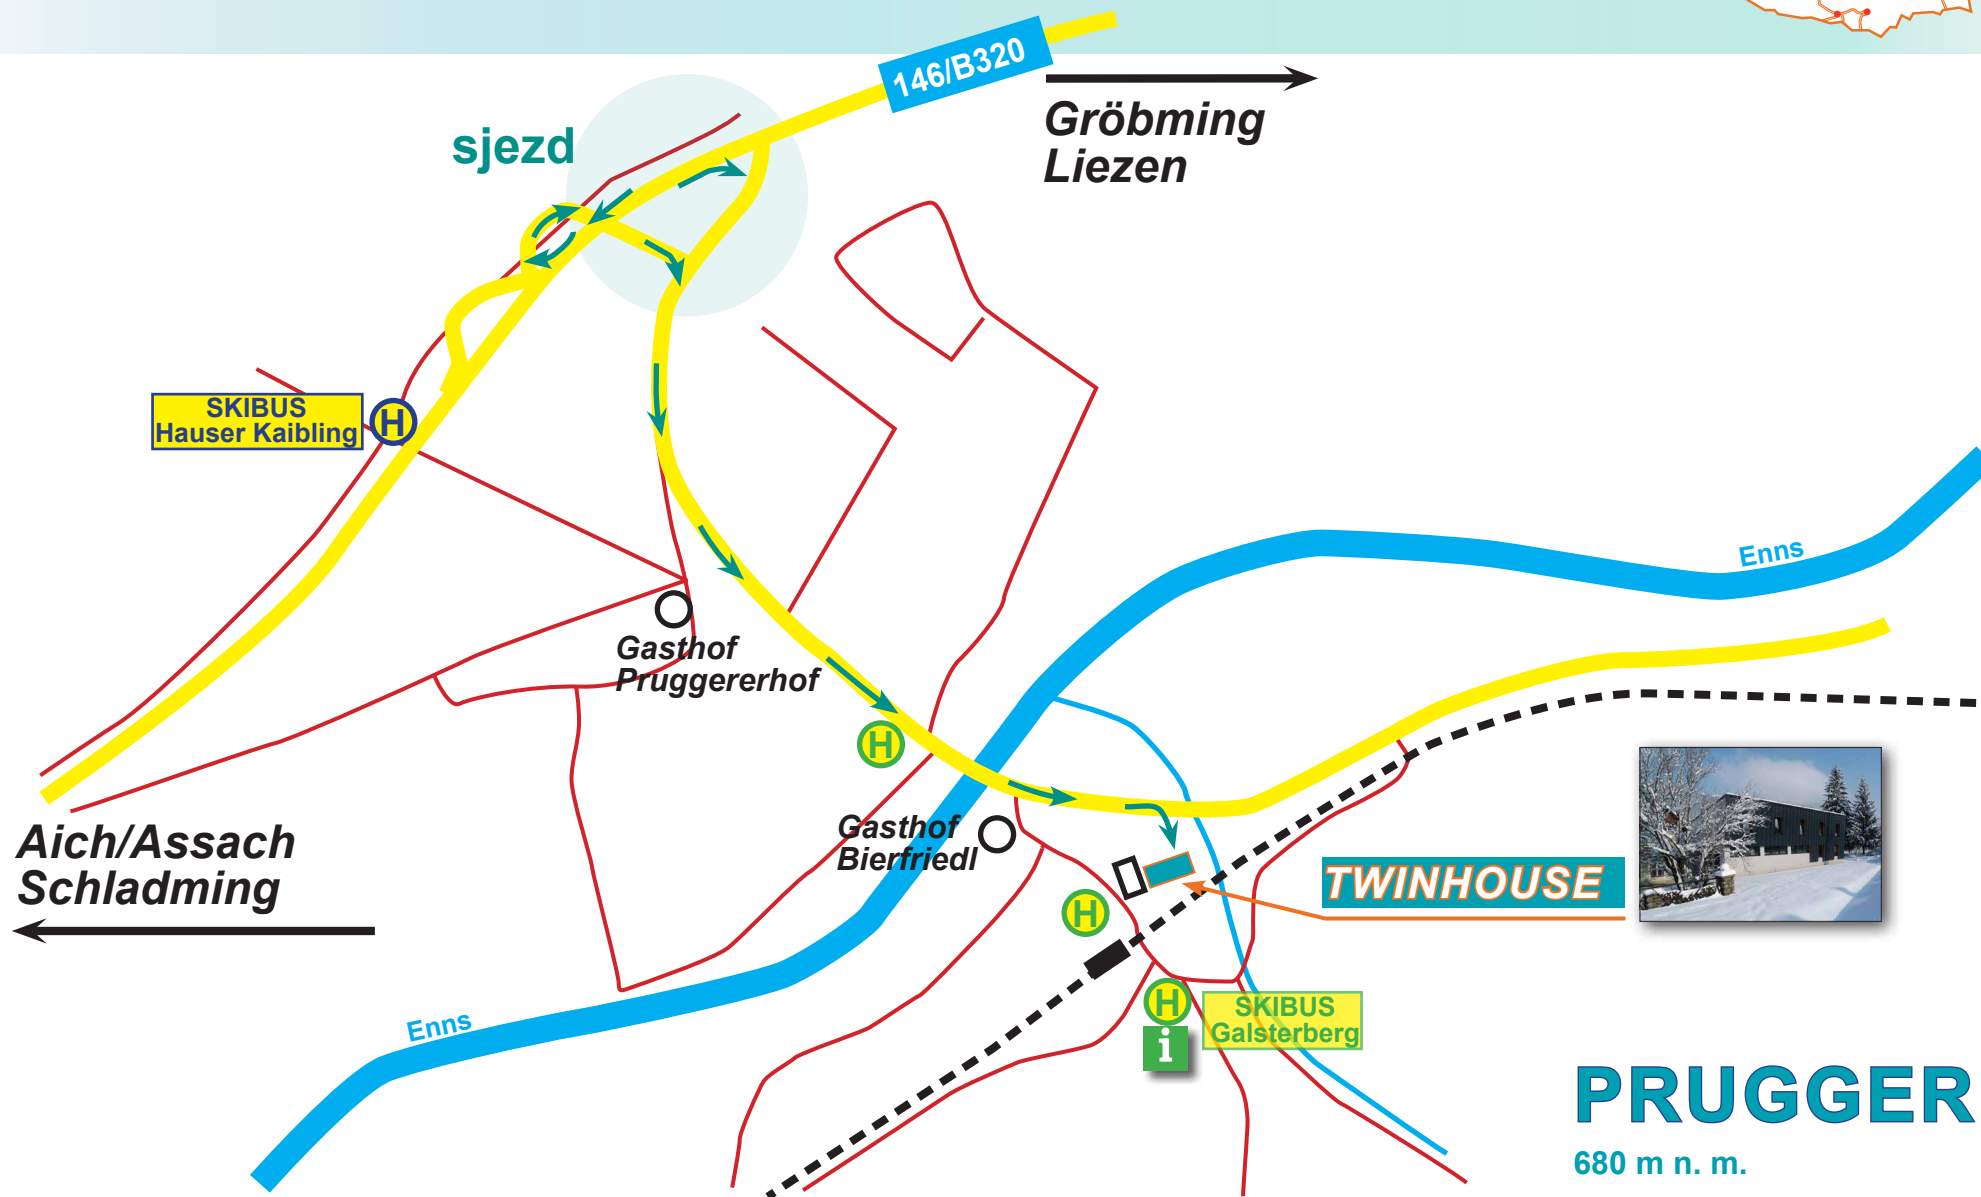 146/B320
Gröbming
Liezen
sjezd
SKIBUS
Hauser Kaibling
H
Enns
Gasthof
Pruggererhof
H
Gasthof
Bierfriedl
Aich/Assach
Schladming
TWINHOUSE
H
H
SKIBUS
Galsterberg
i
Enns
PRUGGER
680 m n. m.